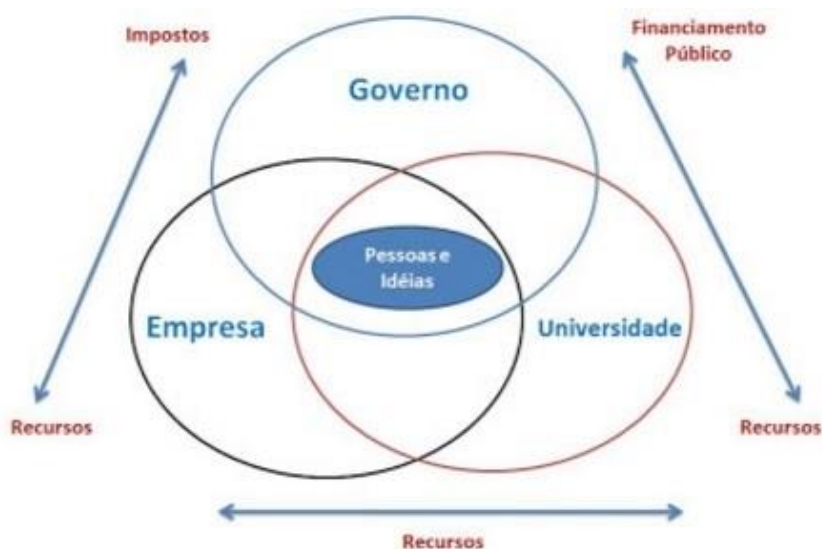 Impostos
Financiamento
Público
Governo
Pessoas e
Idéias
Empresa
Universidade
Recursos
Recursos
Recursos